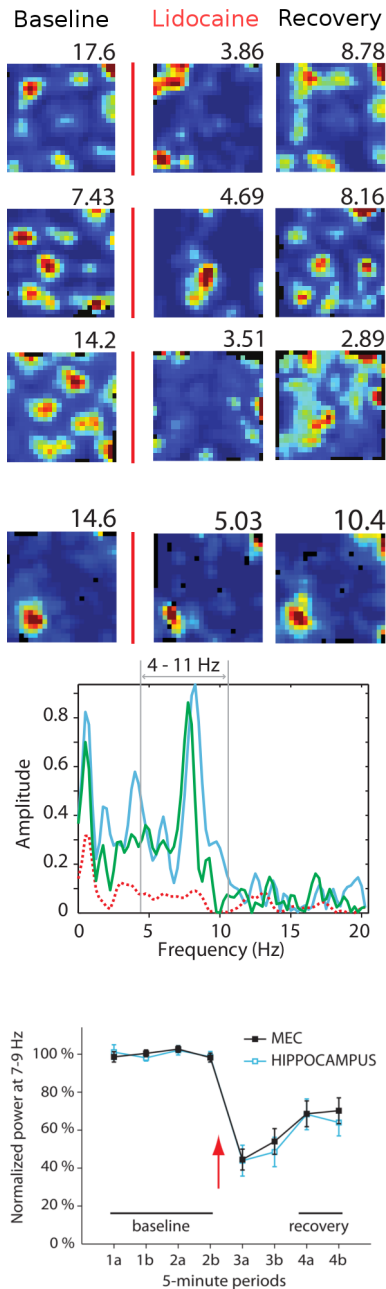 Baseline Lidocaine Recovery
17.6 3.86 8.78
7.43 4.69 8.16
14.2 3.51 2.89
14.6 5.03 10.4
4 - 11 Hz
Amplitude
0.8
0.6
0.4
0.2
0
0 5 10 15 20
Frequency (Hz)
Normalized power at 7-9 Hz
MEC
HIPPOCAMPUS
100 %
80 %
60 %
40 %
20 %
0 %
baseline recovery
1a 1b 2a 2b 3a 3b 4a 4b
5-minute periods